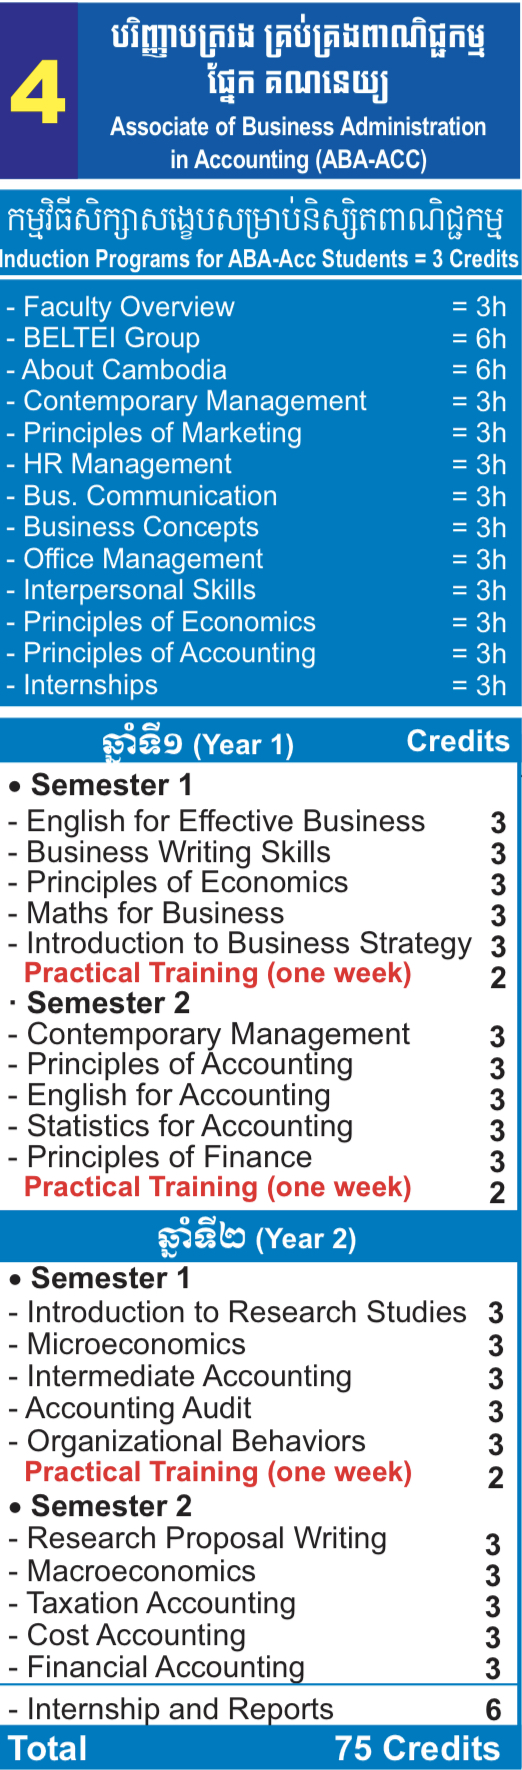 4
បរិញ្ញាបត្ររង គ្រប់គ្រងពាណិជ្ជកម្ម
ផ្នែក គណនេយ្យ
Associate of Business Administration
in Accounting (ABA-ACC)
កម្មវិធីសិក្សាសង្ខេបសម្រាប់និស្សិតពាណិជ្ជកម្ម
Induction Programs for ABA-Acc Students = 3 Credits
- Faculty Overview = 3h
- BELTEI Group = 6h
- About Cambodia = 6h
- Contemporary Management = 3h
- Principles of Marketing = 3h
- HR Management = 3h
- Bus. Communication = 3h
- Business Concepts = 3h
- Office Management = 3h
- Interpersonal Skills = 3h
- Principles of Economics = 3h
- Principles of Accounting = 3h
- Internships = 3h
ឆ្នាំទី១ (Year 1) Credits
• Semester 1
- English for Effective Business 3
- Business Writing Skills 3
- Principles of Economics 3
- Maths for Business 3
- Introduction to Business Strategy 3
Practical Training (one week) 2
· Semester 2
- Contemporary Management 3
- Principles of Accounting 3
- English for Accounting 3
- Statistics for Accounting 3
- Principles of Finance 3
Practical Training (one week) 2
ឆ្នាំទី២ (Year 2)
• Semester 1
- Introduction to Research Studies 3
- Microeconomics 3
- Intermediate Accounting 3
- Accounting Audit 3
- Organizational Behaviors 3
Practical Training (one week) 2
• Semester 2
- Research Proposal Writing 3
- Macroeconomics 3
- Taxation Accounting 3
- Cost Accounting 3
- Financial Accounting 3
- Internship and Reports 6
Total 75 Credits